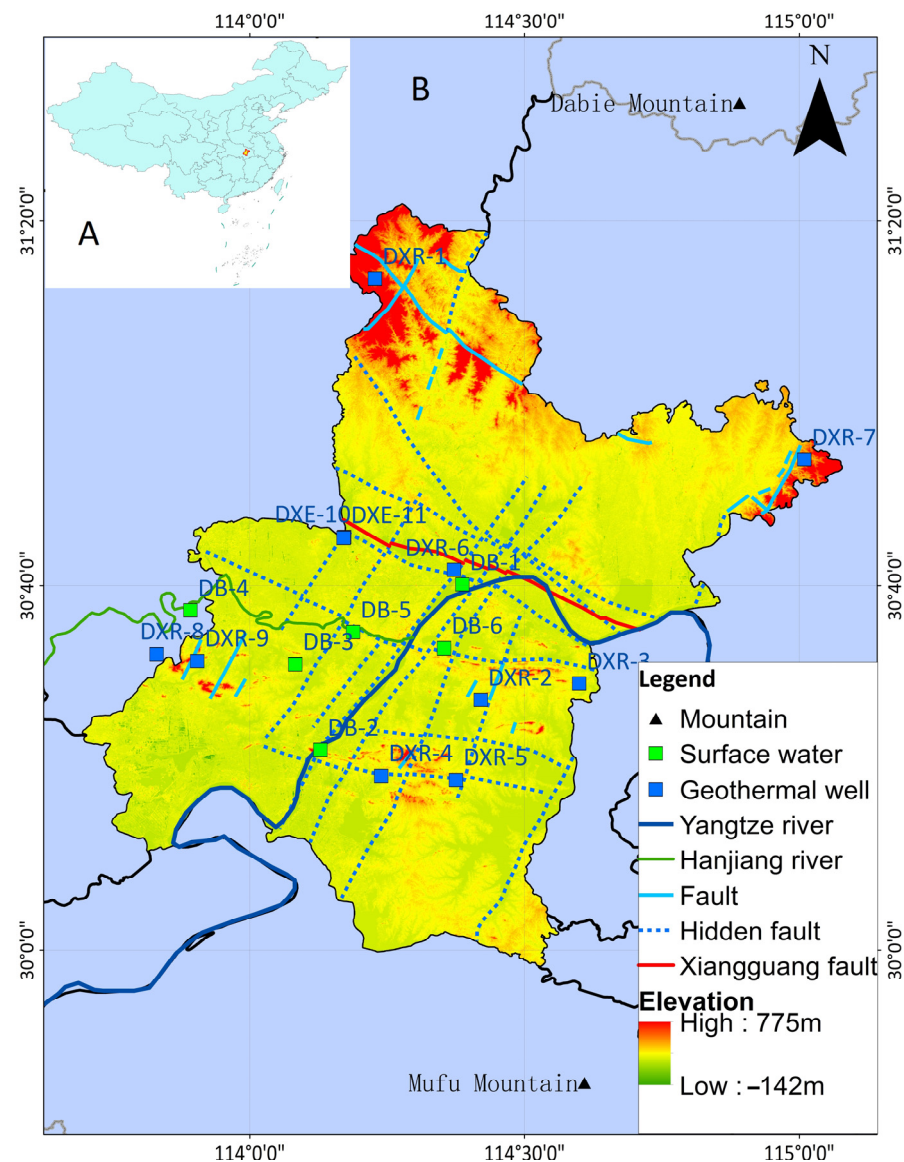 114°0'0"
114°30'0"
115°0'0"
B
N
Dabie Mountain
31°20'0"
31°20'0"
A
DXR-1
DXR-7
DXE-10
DXE-11
DXR-6
DB-1
30°40'0"
30°40'0"
DB-4
DB-5
DB-6
DXR-8
DXR-9
DB-3
DXR-3
DXR-2
DB-2
DXR-4
DXR-5
Legend
Mountain
Surface water
Geothermal well
Yangtze river
Hanjiang river
Fault
Hidden fault
Xiangguang fault
30°0'0"
30°0'0"
Elevation
High : 775m
Low : –142m
Mufu Mountain
114°0'0"
114°30'0"
115°0'0"